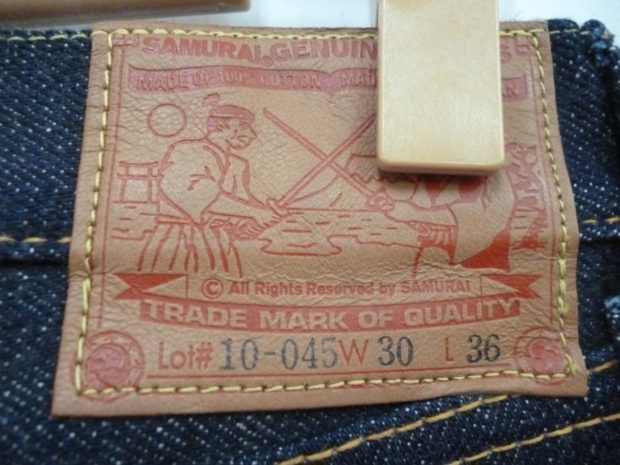 SAMURAI GENUIN
MADE OF 100% COTTON MAD
© All Rights Reserved by SAMURAI
TRADE MARK OF QUALITY
Lot# 10-045 W 30 L 36